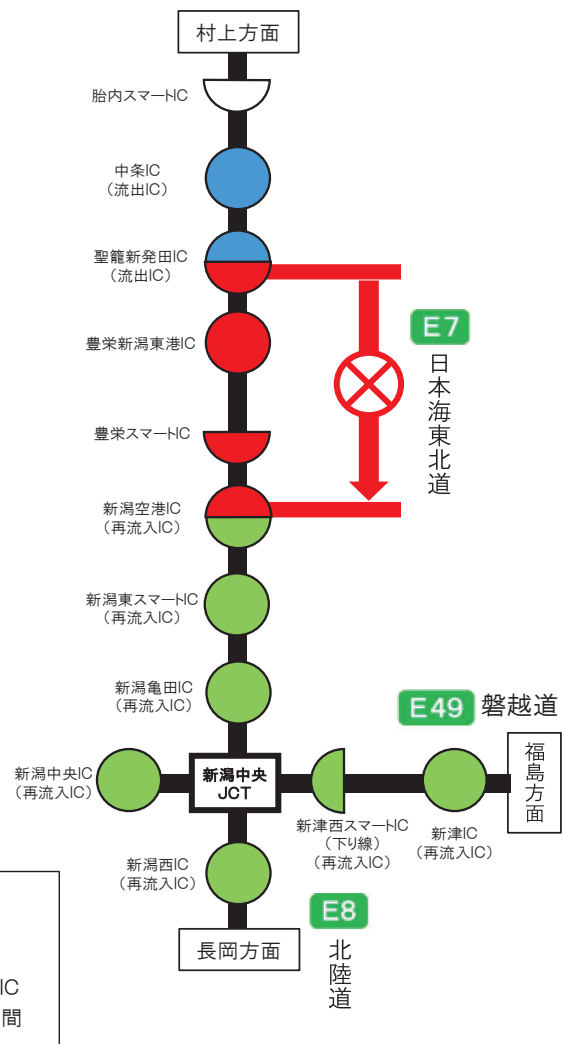 村上方面
胎内スマートIC
中条IC
（流出IC）
聖籠新発田IC
（流出IC）
豊栄新潟東港IC
E7
日本海東北道
豊栄スマートIC
新潟空港IC
（再流入IC）
新潟東スマートIC
（再流入IC）
新潟亀田IC
（再流入IC）
E49 磐越道
新潟中央IC
（再流入IC）
新潟中央
JCT
新津西スマートIC
（下り線）
（再流入IC）
新津IC
（再流入IC）
福島方面
新潟西IC
（再流入IC）
E8
北陸道
長岡方面
IC
間